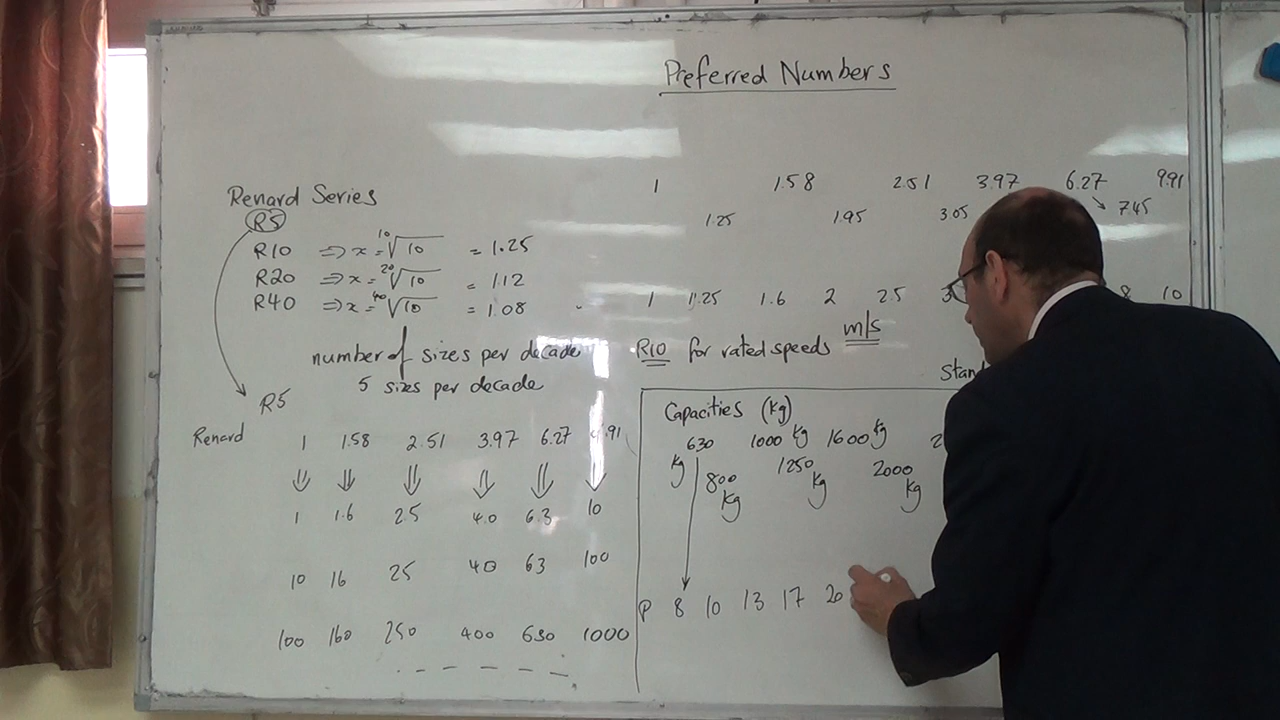 Preferred Numbers
Renard Series
R5
R10 ⇒ x = ¹⁰√10 = 1.25
R20 ⇒ x = ²⁰√10 = 1.12
R40 ⇒ x = ⁴⁰√10 = 1.08
number of sizes per decade
5 sizes per decade
R5
Renard 1 1.58 2.51 3.97 6.27 9.91
⇓ ⇓ ⇓ ⇓ ⇓ ⇓
1 1.6 2.5 4.0 6.3 10
10 16 25 40 63 100
100 160 250 400 630 1000
1 1.58 2.51 3.97 6.27 9.91
1.25 1.95 3.05 7.45
1 1.25 1.6 2 2.5 3 8 10
R10 for rated speeds m/s
Stan
Capacities (kg)
630 kg 1000 kg 1600 kg 2
800 kg 1250 kg 2000 kg
P 8 10 13 17 20